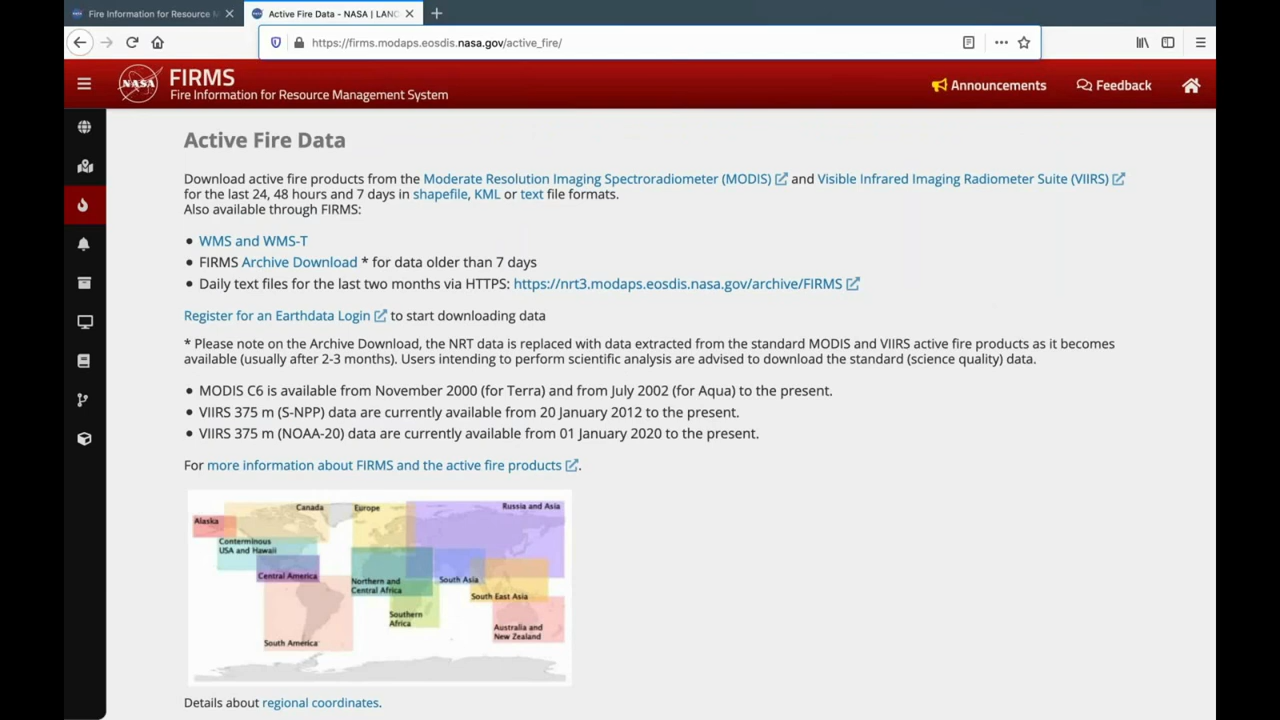 Fire Information for Resource M
Active Fire Data - NASA | LANC
https://firms.modaps.eosdis.nasa.gov/active_fire/
NASA
FIRMS
Fire Information for Resource Management System
Announcements
Feedback
Active Fire Data
Download active fire products from the Moderate Resolution Imaging Spectroradiometer (MODIS) and Visible Infrared Imaging Radiometer Suite (VIIRS)
for the last 24, 48 hours and 7 days in shapefile, KML or text file formats.
Also available through FIRMS:
• WMS and WMS-T
• FIRMS Archive Download * for data older than 7 days
• Daily text files for the last two months via HTTPS: https://nrt3.modaps.eosdis.nasa.gov/archive/FIRMS
Register for an Earthdata Login to start downloading data
* Please note on the Archive Download, the NRT data is replaced with data extracted from the standard MODIS and VIIRS active fire products as it becomes
available (usually after 2-3 months). Users intending to perform scientific analysis are advised to download the standard (science quality) data.
• MODIS C6 is available from November 2000 (for Terra) and from July 2002 (for Aqua) to the present.
• VIIRS 375 m (S-NPP) data are currently available from 20 January 2012 to the present.
• VIIRS 375 m (NOAA-20) data are currently available from 01 January 2020 to the present.
For more information about FIRMS and the active fire products.
Canada
Europe
Russia and Asia
Alaska
Conterminous
USA and Hawaii
Central America
Northern and
Central Africa
South Asia
South East Asia
Southern
Africa
Australia and
New Zealand
South America
Details about regional coordinates.